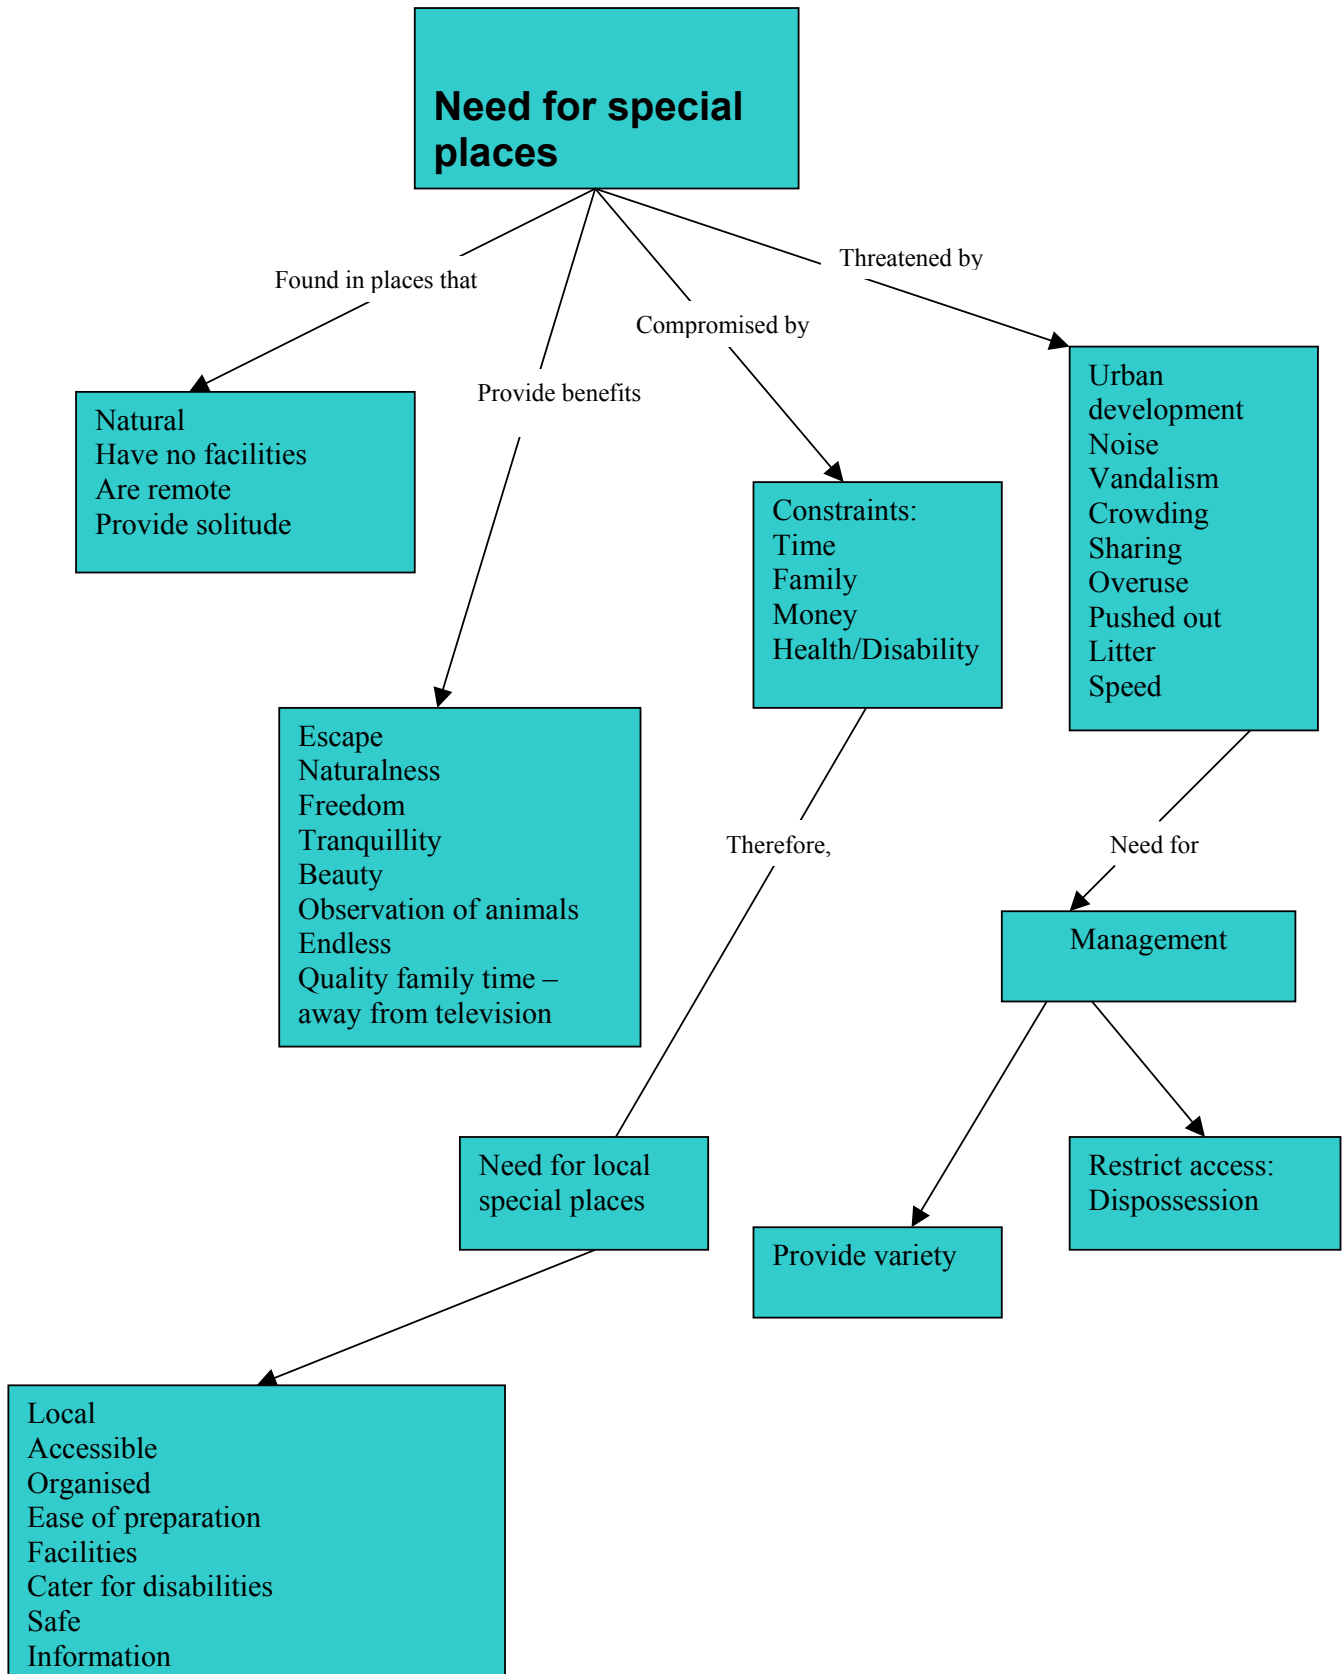 Need for special
places
Threatened by
Found in places that
Compromised by
Provide benefits
Urban
development
Noise
Vandalism
Crowding
Sharing
Overuse
Pushed out
Litter
Speed
Natural
Have no facilities
Are remote
Provide solitude
Constraints:
Time
Family
Money
Health/Disability
Escape
Naturalness
Freedom
Tranquillity
Beauty
Observation of animals
Endless
Quality family time –
away from television
Therefore,
Need for
Management
Need for local
special places
Restrict access:
Dispossession
Provide variety
Local
Accessible
Organised
Ease of preparation
Facilities
Cater for disabilities
Safe
Information